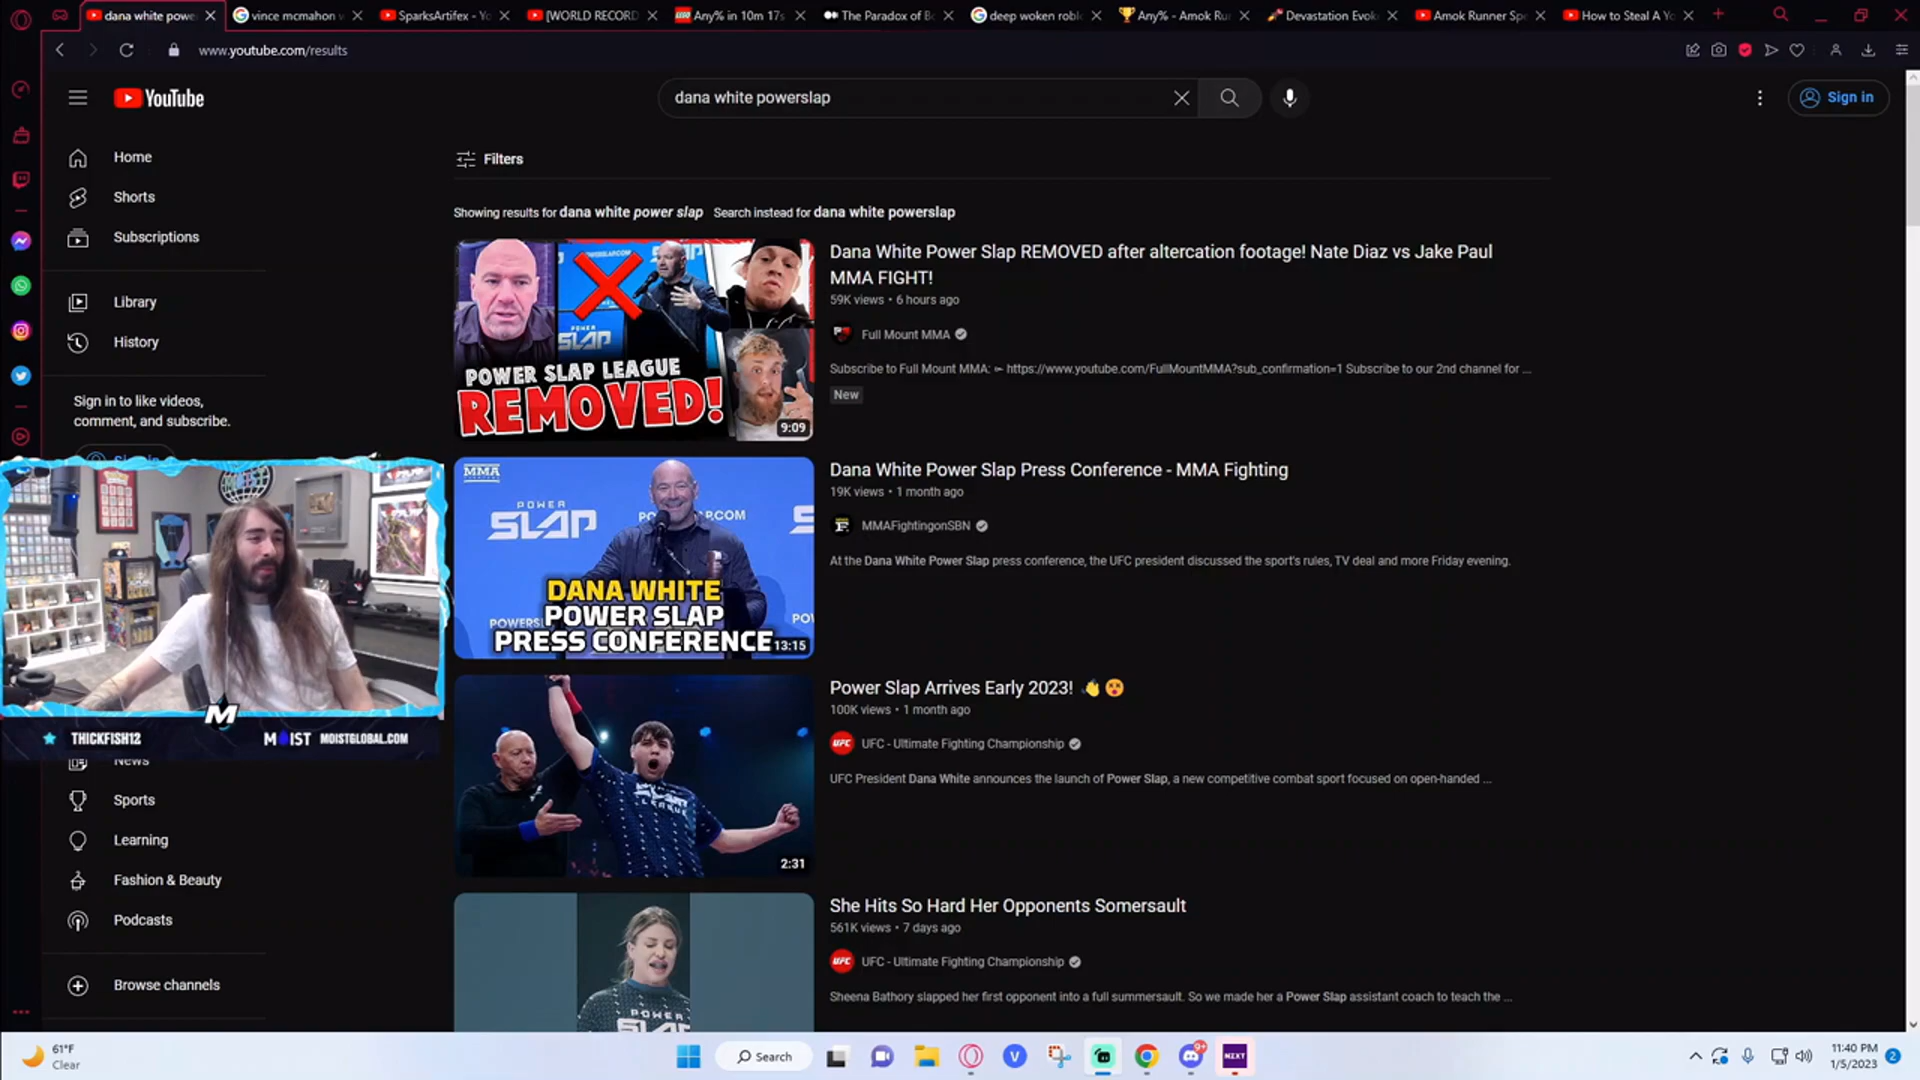 dana white power
vince mcmahon
SparksArtifex - Yo
[WORLD RECORD
Any% in 10m 17s
The Paradox of B
deep woken robl
Any% - Amok Ru
Devastation Evok
Amok Runner Sp
How to Steal A Yo
www.youtube.com/results
YouTube
dana white powerslap
Sign in
Home
Shorts
Subscriptions
Library
History
Sign in to like videos,
comment, and subscribe.
Filters
Showing results for dana white power slap Search instead for dana white powerslap
POWER SLAP LEAGUE
REMOVED!
9:09
Dana White Power Slap REMOVED after altercation footage! Nate Diaz vs Jake Paul
MMA FIGHT!
59K views • 6 hours ago
Full Mount MMA
Subscribe to Full Mount MMA: ► https://www.youtube.com/FullMountMMA?sub_confirmation=1 Subscribe to our 2nd channel for ...
New
MMA
POWER
SLAP
DANA WHITE
POWER SLAP
PRESS CONFERENCE
13:15
Dana White Power Slap Press Conference - MMA Fighting
19K views • 1 month ago
MMAFightingonSBN
At the Dana White Power Slap press conference, the UFC president discussed the sport's rules, TV deal and more Friday evening.
MOIST
M
THICKFISH12
MOIST MOISTGLOBAL.COM
2:31
Power Slap Arrives Early 2023! 👏😵
100K views • 1 month ago
UFC UFC - Ultimate Fighting Championship
UFC President Dana White announces the launch of Power Slap, a new competitive combat sport focused on open-handed ...
News
Sports
Learning
Fashion & Beauty
Podcasts
Browse channels
POWER
She Hits So Hard Her Opponents Somersault
561K views • 7 days ago
UFC UFC - Ultimate Fighting Championship
Sheena Bathory slapped her first opponent into a full summersault. So we made her a Power Slap assistant coach to teach the ...
61°F
Clear
Search
V
9+
NEXT
11:40 PM
1/5/2023
2